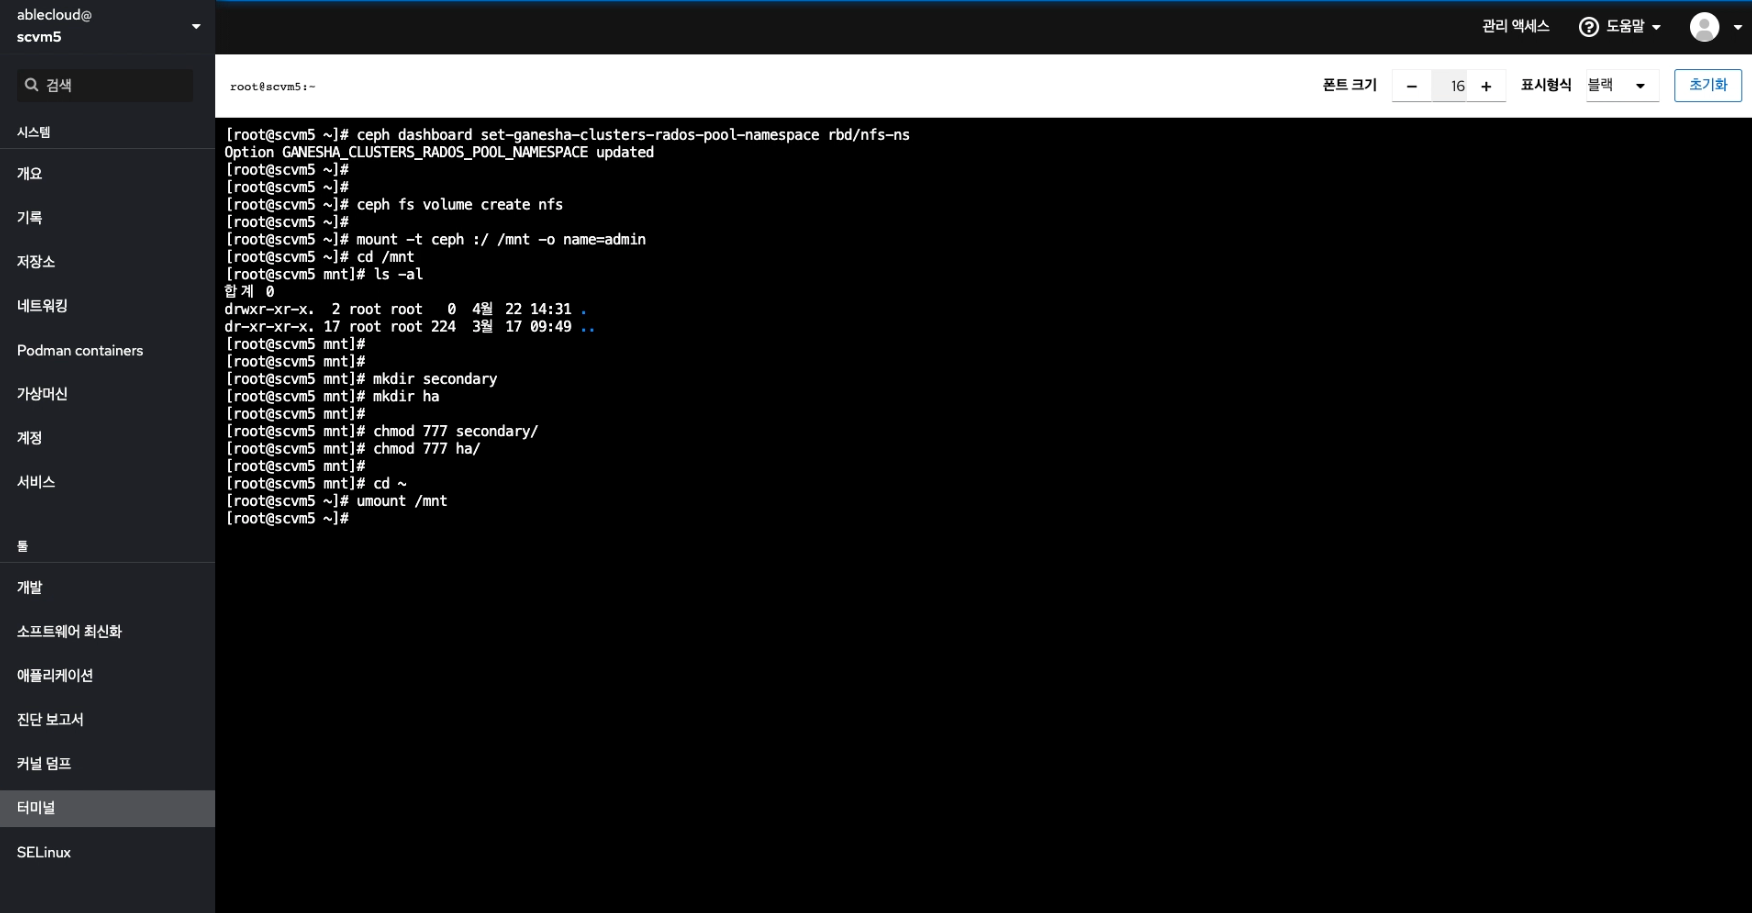 ablecloud@
scvm5
검색
시스템
개요
기록
저장소
네트워킹
Podman containers
가상머신
계정
서비스
툴
개발
소프트웨어 최신화
애플리케이션
진단 보고서
커널 덤프
터미널
SELinux
관리 액세스
도움말
root@scvm5:~
폰트 크기
16
표시형식
블랙
초기화
[root@scvm5 ~]# ceph dashboard set-ganesha-clusters-rados-pool-namespace rbd/nfs-ns
Option GANESHA_CLUSTERS_RADOS_POOL_NAMESPACE updated
[root@scvm5 ~]#
[root@scvm5 ~]#
[root@scvm5 ~]# ceph fs volume create nfs
[root@scvm5 ~]#
[root@scvm5 ~]# mount -t ceph :/ /mnt -o name=admin
[root@scvm5 ~]# cd /mnt
[root@scvm5 mnt]# ls -al
합계 0
drwxr-xr-x.  2 root root   0  4월  22 14:31 .
dr-xr-xr-x. 17 root root 224  3월  17 09:49 ..
[root@scvm5 mnt]#
[root@scvm5 mnt]#
[root@scvm5 mnt]# mkdir secondary
[root@scvm5 mnt]# mkdir ha
[root@scvm5 mnt]#
[root@scvm5 mnt]# chmod 777 secondary/
[root@scvm5 mnt]# chmod 777 ha/
[root@scvm5 mnt]#
[root@scvm5 mnt]# cd ~
[root@scvm5 ~]# umount /mnt
[root@scvm5 ~]#